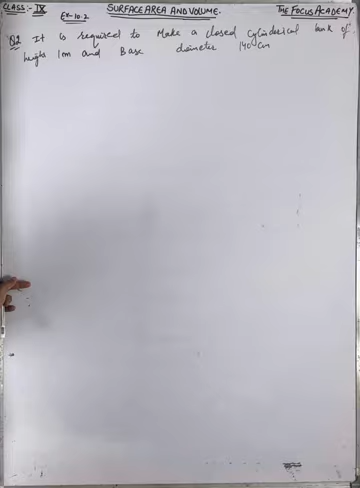 CLASS:- IX EX-10.2 SURFACE AREA AND VOLUME. THE FOCUS ACADEMY
Q2 It is required to Make a closed cylinderical tank of
height 1m and Base diameter 140 cm